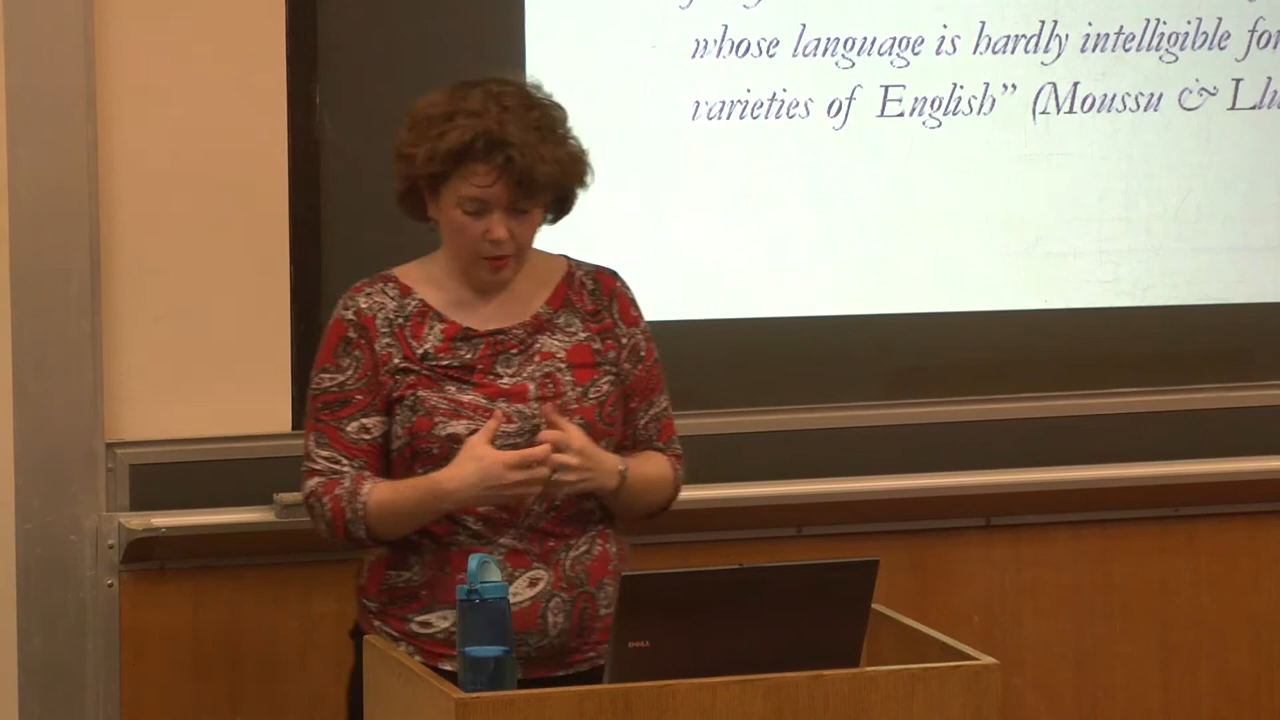 whose language is hardly intelligible for
varieties of English” (Moussu &
DELL